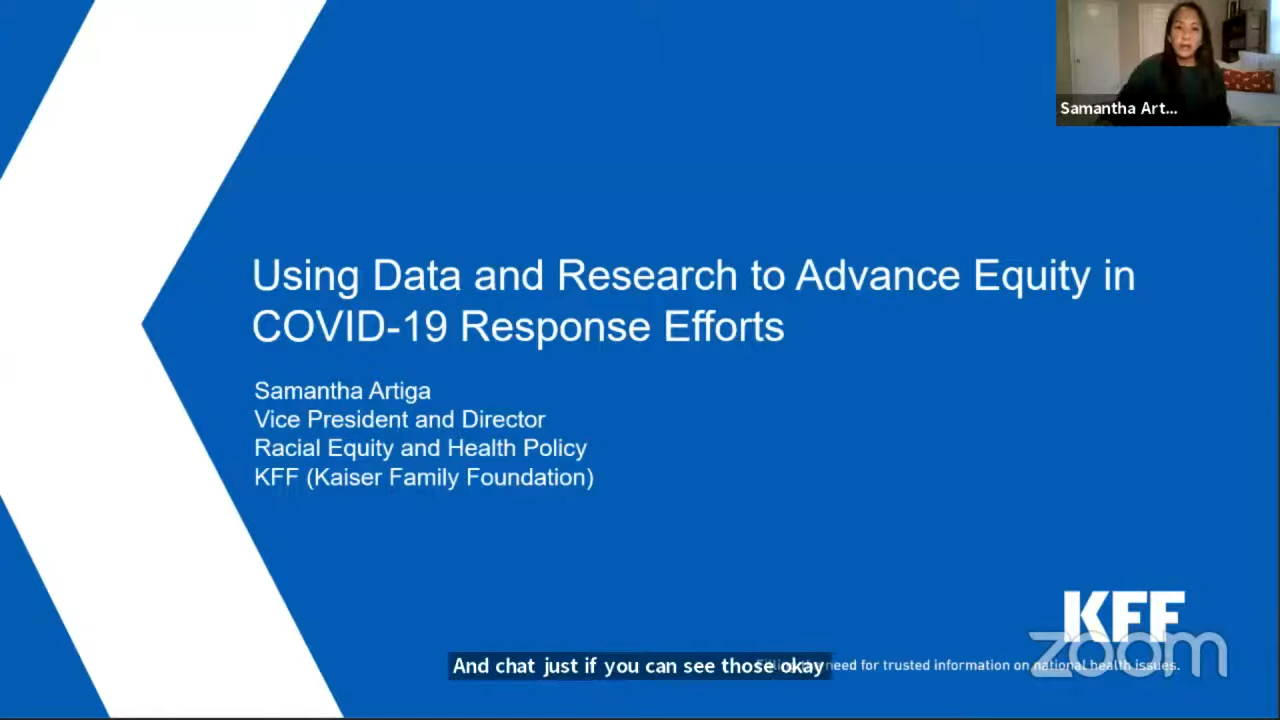 Samantha Art...
Using Data and Research to Advance Equity in
COVID-19 Response Efforts
Samantha Artiga
Vice President and Director
Racial Equity and Health Policy
KFF (Kaiser Family Foundation)
KFF
zoom
And chat just if you can see those okay
need for trusted information on national health issues.